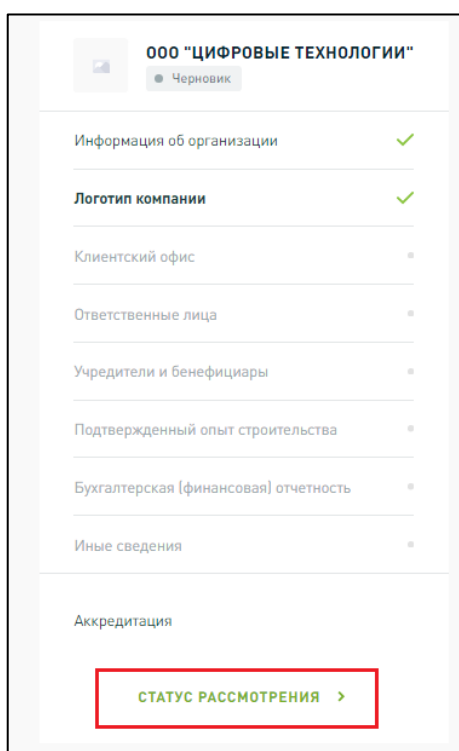 ООО "ЦИФРОВЫЕ ТЕХНОЛОГИИ"
Черновик
Информация об организации
Логотип компании
Клиентский офис
Ответственные лица
Учредители и бенефициары
Подтвержденный опыт строительства
Бухгалтерская (финансовая) отчетность
Иные сведения
Аккредитация
СТАТУС РАССМОТРЕНИЯ